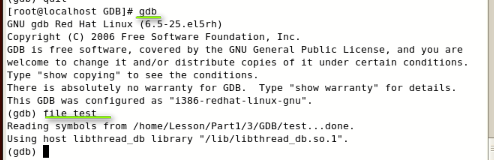 (gdb) quit
[root@localhost GDB]# gdb
GNU gdb Red Hat Linux (6.5-25.el5rh)
Copyright (C) 2006 Free Software Foundation, Inc.
GDB is free software, covered by the GNU General Public License, and you are
welcome to change it and/or distribute copies of it under certain conditions.
Type "show copying" to see the conditions.
There is absolutely no warranty for GDB.  Type "show warranty" for details.
This GDB was configured as "i386-redhat-linux-gnu".
(gdb) file test
Reading symbols from /home/Lesson/Part1/3/GDB/test...done.
Using host libthread_db library "/lib/libthread_db.so.1".
(gdb)